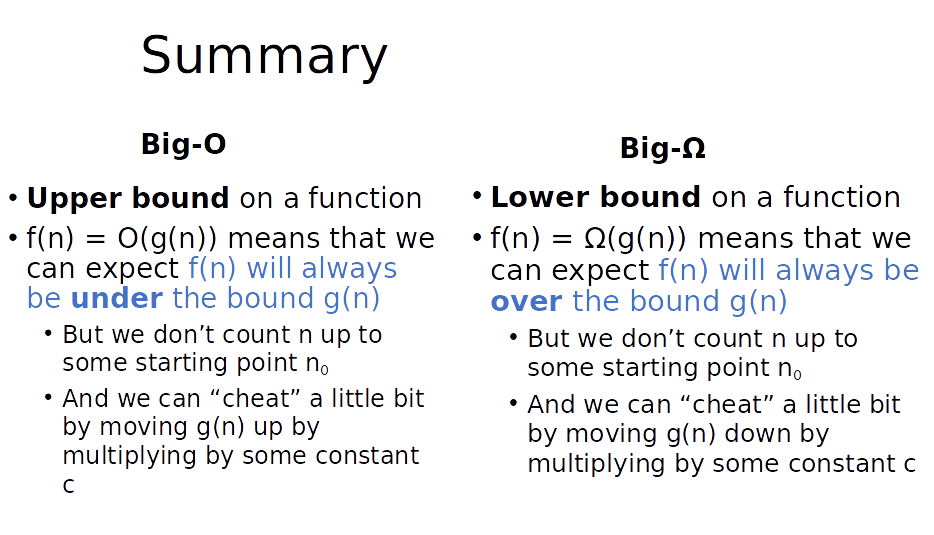 Summary
Big-O
• Upper bound on a function
• f(n) = O(g(n)) means that we
can expect f(n) will always
be under the bound g(n)
• But we don’t count n up to
some starting point n₀
• And we can “cheat” a little bit
by moving g(n) up by
multiplying by some constant
c
Big-Ω
• Lower bound on a function
• f(n) = Ω(g(n)) means that we
can expect f(n) will always be
over the bound g(n)
• But we don’t count n up to
some starting point n₀
• And we can “cheat” a little bit
by moving g(n) down by
multiplying by some constant c